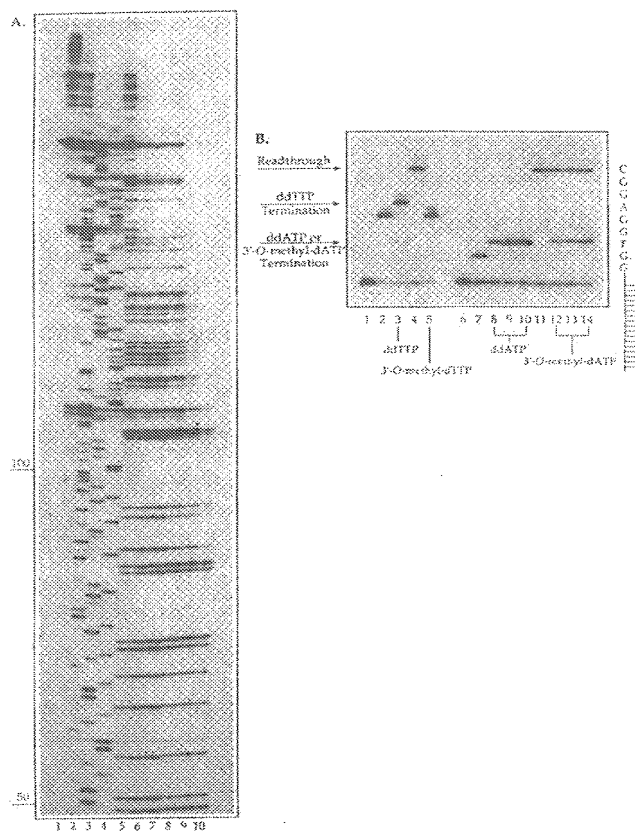 A.
B.
Readthrough
ddTTP
Termination
ddATP or
3'-O-methyl-dATP
Termination
C
G
A
G
T
G
1 2 3 4 5 6 7 8 9 10 11 12 13 14
ddTTP
ddATP
3'-O-methyl-dTTP
3'-O-methyl-dATP
100
50
1 2 3 4 5 6 7 8 9 10